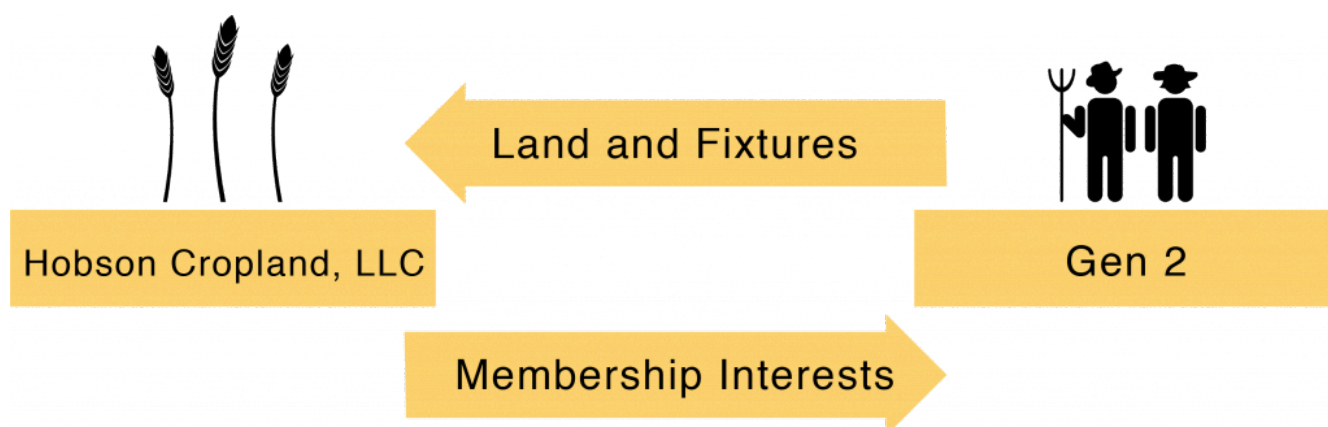 Land and Fixtures
Hobson Cropland, LLC
Gen 2
Membership Interests